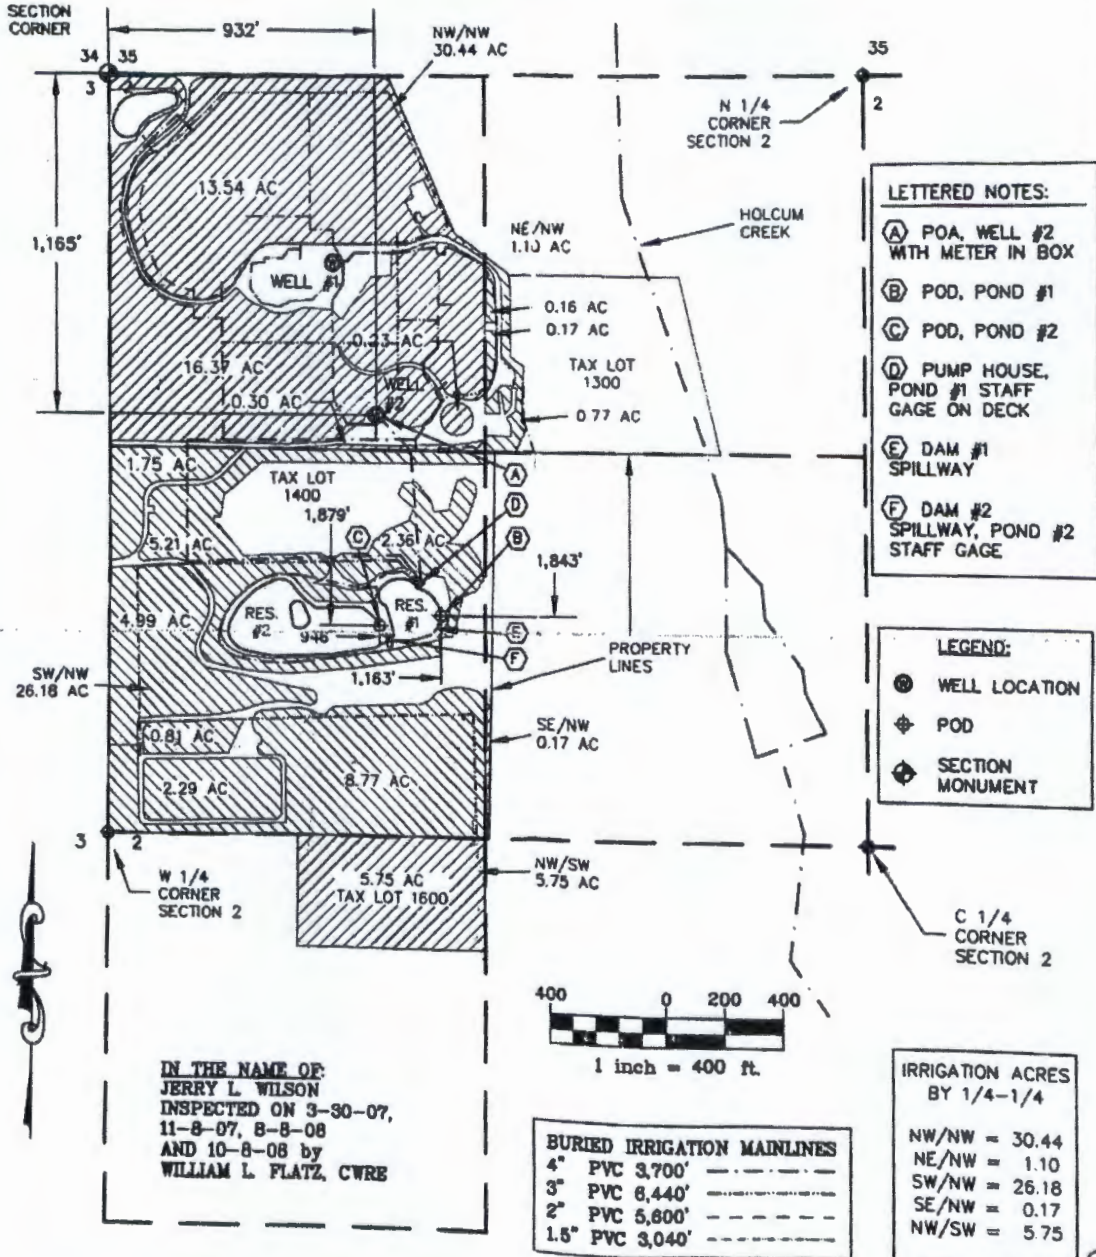 SECTION
CORNER
932'
34
35
3
NW/NW
30.44 AC
35
2
N 1/4
CORNER
SECTION 2
1,165'
13.54 AC
NE/NW
1.10 AC
HOLCUM
CREEK
WELL
#1
0.16 AC
0.17 AC
0.23 AC
16.37 AC
WELL
#2
TAX LOT
1300
0.30 AC
0.77 AC
1.75 AC
TAX LOT
1400
1,879'
A
D
C
B
5.21 AC
2.36 AC
1,843'
4.99 AC
RES.
#2
946'
RES.
#1
E
F
1,163'
PROPERTY
LINES
SW/NW
26.18 AC
SE/NW
0.17 AC
0.81 AC
2.29 AC
8.77 AC
3
2
W 1/4
CORNER
SECTION 2
5.75 AC
TAX LOT 1600
NW/SW
5.75 AC
C 1/4
CORNER
SECTION 2
LETTERED NOTES:
A POA, WELL #2
WITH METER IN BOX
B POD, POND #1
C POD, POND #2
D PUMP HOUSE,
POND #1 STAFF
GAGE ON DECK
E DAM #1
SPILLWAY
F DAM #2
SPILLWAY, POND #2
STAFF GAGE
LEGEND:
WELL LOCATION
POD
SECTION
MONUMENT
400 0 200 400
1 inch = 400 ft.
IN THE NAME OF:
JERRY L WILSON
INSPECTED ON 3-30-07,
11-8-07, 8-8-08
AND 10-8-08 by
WILLIAM L. FLATZ, CWRE
BURIED IRRIGATION MAINLINES
4" PVC 3,700'
3" PVC 6,440'
2" PVC 5,600'
1.5" PVC 3,040'
IRRIGATION ACRES
BY 1/4-1/4
NW/NW = 30.44
NE/NW = 1.10
SW/NW = 26.18
SE/NW = 0.17
NW/SW = 5.75